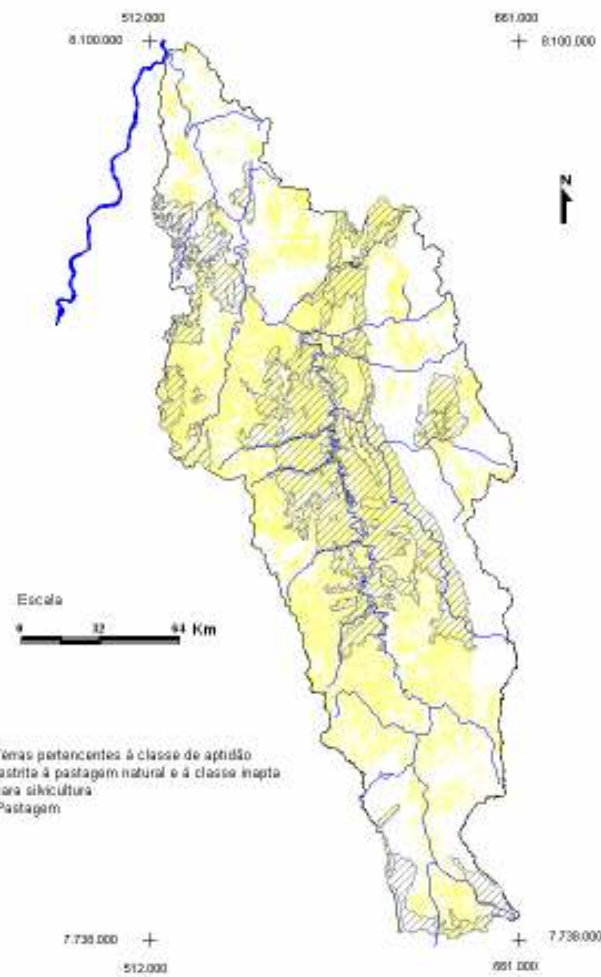 512.000 661.000
8.100.000 8.100.000
N
Escala
0 32 64 Km
Terras pertencentes à classe de aptidão
restrita à pastagem natural e à classe inapta
para silvicultura
Pastagem
7.738.000 7.738.000
512.000 661.000